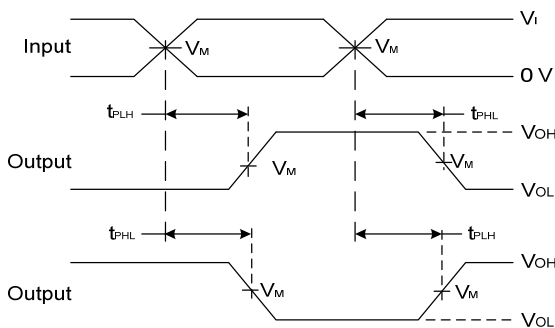 Input
VM
VM
VI
0 V
tPLH
tPHL
Output
VM
VM
VOH
VOL
tPHL
tPLH
Output
VM
VM
VOH
VOL